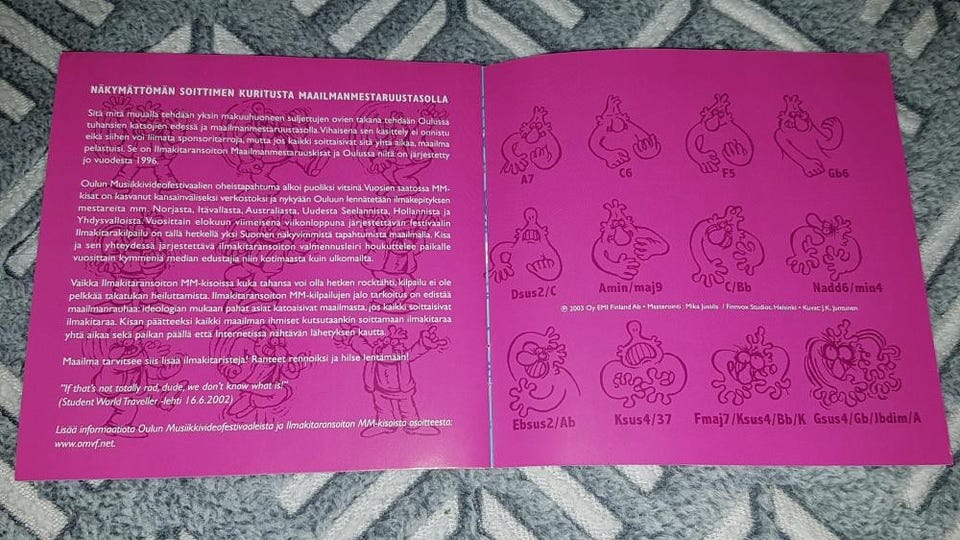 NÄKYMÄTTÖMÄN SOITTIMEN KURITUSTA MAAILMANMESTARUUSTASOLLA
Sitä mitä muualla tehdään yksin makuuhuoneen suljettujen ovien takana tehdään Oulussa
tuhansien katsojien edessä ja maailmanmestaruustasolla. Vihaisena sen käsittely ei onnistu
eikä siihen voi liimata sponsoritarroja, mutta jos kaikki soittaisivat sitä yhtä aikaa, maailma
pelastuisi. Se on Ilmakitaransoiton Maailmanmestaruuskisat ja Oulussa niitä on järjestetty
jo vuodesta 1996.
Oulun Musiikkivideofestivaalien oheistapahtuma alkoi puoliksi vitsinä. Vuosien saatossa MM-
kisat on kasvanut kansainväliseksi verkostoksi ja nykyään Ouluun lennätetään ilmakepityksen
mestareita mm. Norjasta, Itävallasta, Australiasta, Uudesta Seelannista, Hollannista ja
Yhdysvalloista. Vuosittain elokuun viimeisenä viikonloppuna järjestettävän festivaalin
Ilmakitarakilpailu on tällä hetkellä yksi Suomen näkyvimmistä tapahtumista maailmalla. Kisa
ja sen yhteydessä järjestettävä ilmakitaransoiton valmennusleiri houkuttelee paikalle
vuosittain kymmeniä median edustajia niin kotimaasta kuin ulkomailta.
Vaikka Ilmakitaransoiton MM-kisoissa kuka tahansa voi olla hetken rocktähti, kilpailu ei ole
pelkkää takatukan heiluttamista. Ilmakitaransoiton MM-kilpailujen jalo tarkoitus on edistää
maailmanrauhaa: ideologian mukaan pahat asiat katoaisivat maailmasta, jos kaikki soittaisivat
ilmakitaraa. Kisan päätteeksi kaikki maailman ihmiset kutsutaankin soittamaan ilmakitaraa
yhtä aikaa sekä paikan päällä että Internetissä nähtävän lähetyksen kautta.
Maailma tarvitsee siis lisää ilmakitaristeja! Ranteet rennoiksi ja hilse lentämään!
"If that's not totally rad, dude, we don't know what is!"
(Student World Traveller -lehti 16.6.2002)
Lisää informaatiota Oulun Musiikkivideofestivaaleista ja Ilmakitaransoiton MM-kisoista osoitteesta:
www.omvf.net.
A7 C6 F5 Gb6
Dsus2/C Amin/maj9 C/Bb Nadd6/min4
℗ 2003 Oy EMI Finland Ab • Masterointi: Mika Jussila / Finnvox Studiot, Helsinki • Kuvat: J.K. Juntunen
Ebsus2/Ab Ksus4/37 Fmaj7/Ksus4/Bb/K Gsus4/Gb/Jbdim/A